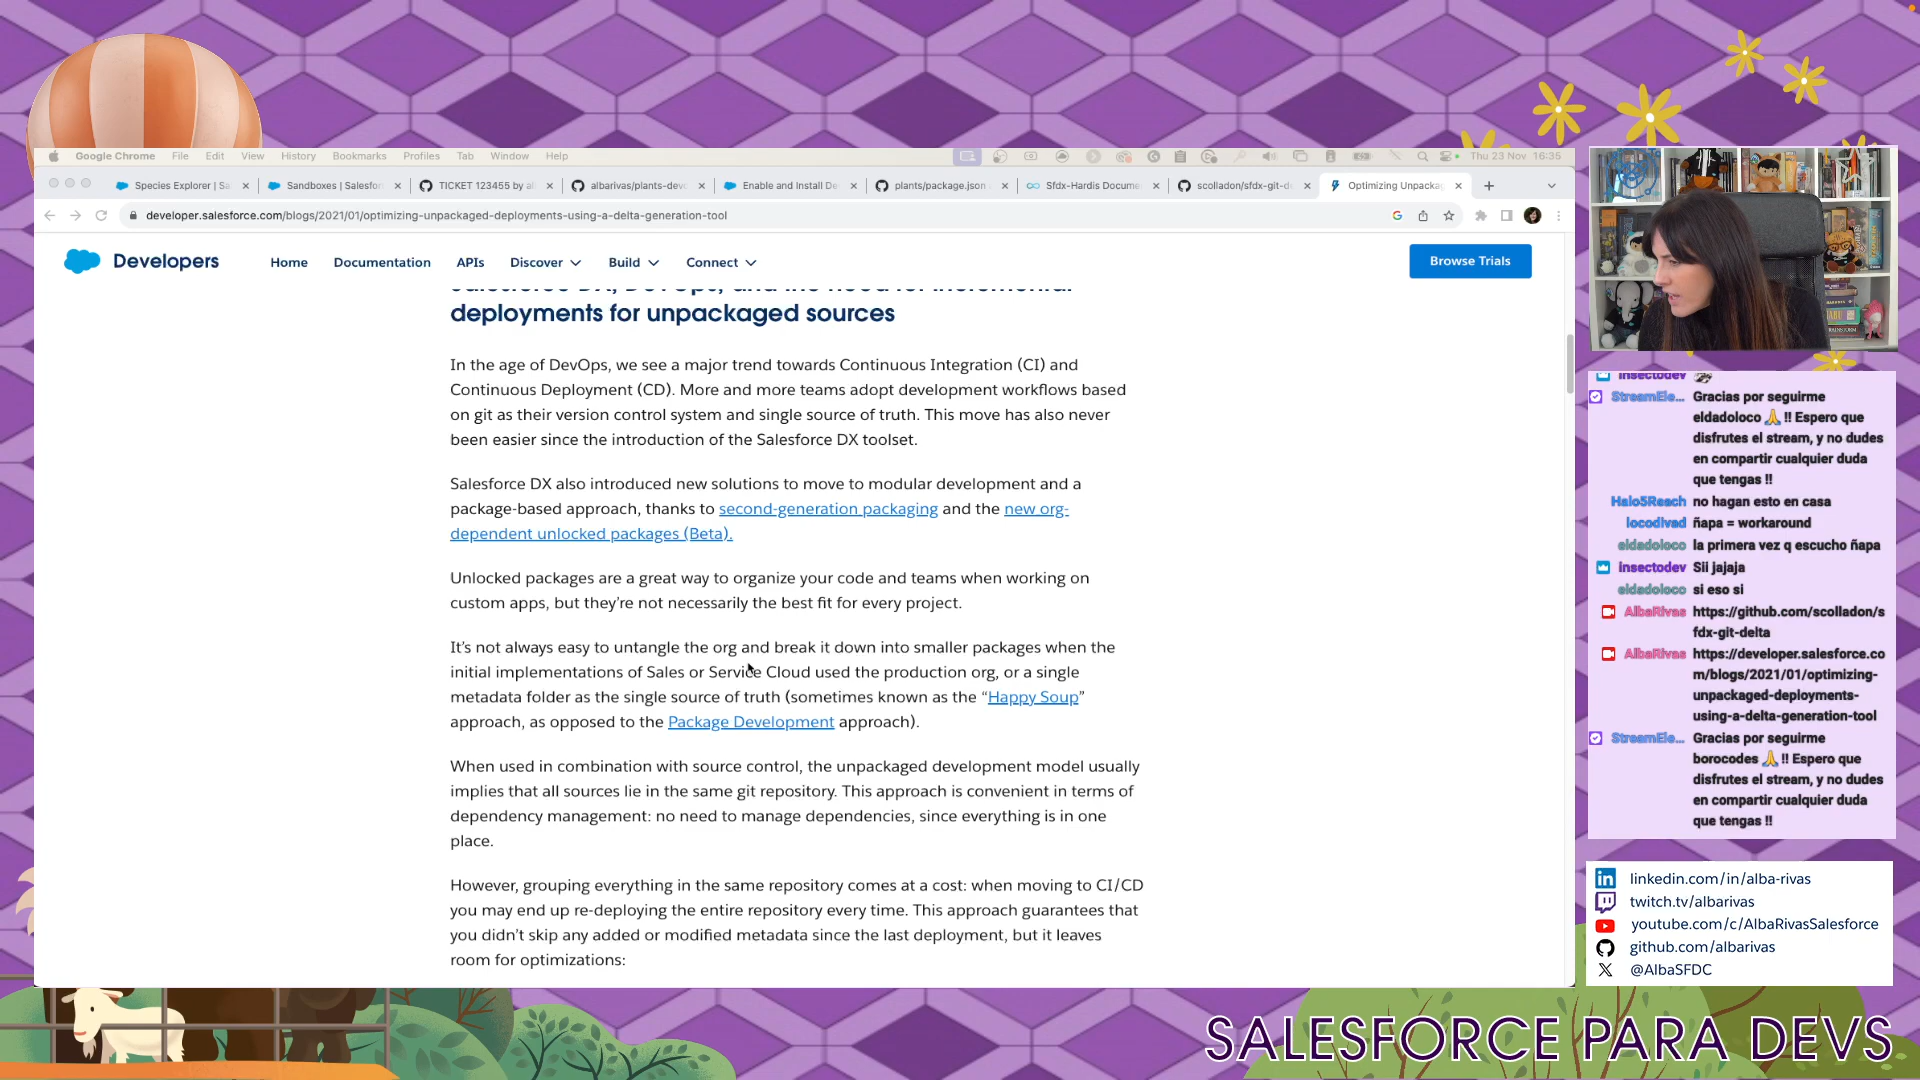 Google Chrome File Edit View History Bookmarks Profiles Tab Window Help
Thu 23 Nov 16:35
Species Explorer | Sa
Sandboxes | Salesfor
TICKET 123455 by al
albarivas/plants-devo
Enable and Install De
plants/package.json
Sfdx-Hardis Docume
scolladon/sfdx-git-d
Optimizing Unpacka
developer.salesforce.com/blogs/2021/01/optimizing-unpackaged-deployments-using-a-delta-generation-tool
Developers
Home Documentation APIs Discover Build Connect
Browse Trials
Salesforce DX, DevOps, and the need for incremental
deployments for unpackaged sources
In the age of DevOps, we see a major trend towards Continuous Integration (CI) and
Continuous Deployment (CD). More and more teams adopt development workflows based
on git as their version control system and single source of truth. This move has also never
been easier since the introduction of the Salesforce DX toolset.
Salesforce DX also introduced new solutions to move to modular development and a
package-based approach, thanks to second-generation packaging and the new org-
dependent unlocked packages (Beta).
Unlocked packages are a great way to organize your code and teams when working on
custom apps, but they’re not necessarily the best fit for every project.
It’s not always easy to untangle the org and break it down into smaller packages when the
initial implementations of Sales or Service Cloud used the production org, or a single
metadata folder as the single source of truth (sometimes known as the “Happy Soup”
approach, as opposed to the Package Development approach).
When used in combination with source control, the unpackaged development model usually
implies that all sources lie in the same git repository. This approach is convenient in terms of
dependency management: no need to manage dependencies, since everything is in one
place.
However, grouping everything in the same repository comes at a cost: when moving to CI/CD
you may end up re-deploying the entire repository every time. This approach guarantees that
you didn’t skip any added or modified metadata since the last deployment, but it leaves
room for optimizations:
insectodev
StreamEle... Gracias por seguirme
eldadoloco 🙏 !! Espero que
disfrutes el stream, y no dudes
en compartir cualquier duda
que tengas !!
Halo5Reach no hagan esto en casa
locodivad ñapa = workaround
eldadoloco la primera vez q escucho ñapa
insectodev Sii jajaja
eldadoloco si eso si
AlbaRivas https://github.com/scolladon/s
fdx-git-delta
AlbaRivas https://developer.salesforce.co
m/blogs/2021/01/optimizing-
unpackaged-deployments-
using-a-delta-generation-tool
StreamEle... Gracias por seguirme
borocodes 🙏 !! Espero que
disfrutes el stream, y no dudes
en compartir cualquier duda
que tengas !!
linkedin.com/in/alba-rivas
twitch.tv/albarivas
youtube.com/c/AlbaRivasSalesforce
github.com/albarivas
@AlbaSFDC
SALESFORCE PARA DEVS